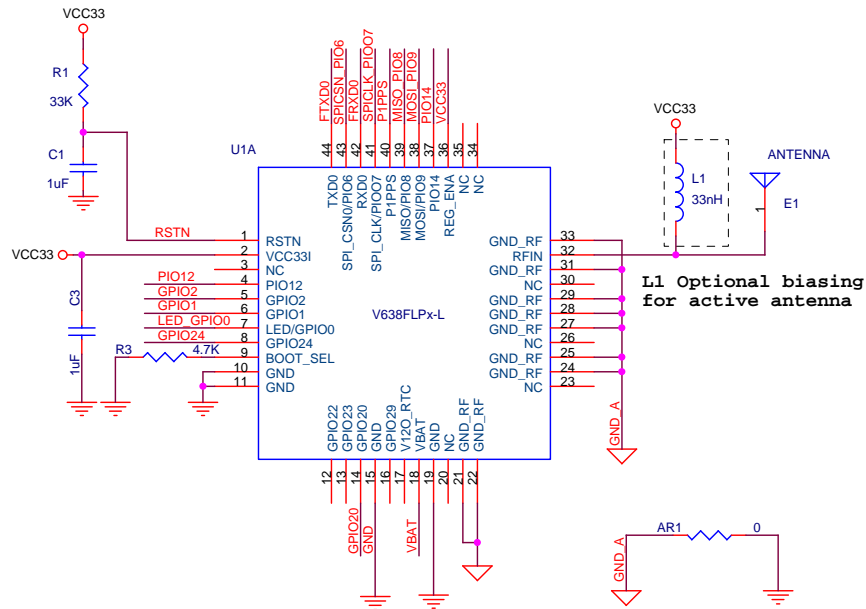 VCC33
R1
33K
C1
1uF
RSTN
VCC33
C3
1uF
PIO12
GPIO2
GPIO1
LED_GPIO0
GPIO24
R3
4.7K
U1A
FTXD0
SPICSN_PIO6
FRXD0
SPICLK_PIO07
P1PPS
MISO_PIO8
MOSI_PIO9
PIO14
VCC33
44
43
42
41
40
39
38
37
36
35
34
TXD0
SPI_CSN0/PIO6
RXD0
SPI_CLK/PIO07
P1PPS
MISO/PIO8
MOSI/PIO9
PIO14
REG_ENA
NC
NC
1 RSTN
2 VCC33I
3 NC
4 PIO12
5 GPIO2
6 GPIO1
7 LED/GPIO0
8 GPIO24
9 BOOT_SEL
10 GND
11 GND
V638FLPx-L
GND_RF 33
RFIN 32
GND_RF 31
NC 30
GND_RF 29
GND_RF 28
GND_RF 27
NC 26
GND_RF 25
GND_RF 24
NC 23
GPIO22
GPIO23
GPIO20
GND
GPIO29
V12O_RTC
VBAT
GND
NC
GND_RF
GND_RF
12
13
14
15
16
17
18
19
20
21
22
GPIO20
GND
VBAT
VCC33
L1
33nH
ANTENNA
1
E1
L1 Optional biasing
for active antenna
GND_A
AR1
0
GND_A